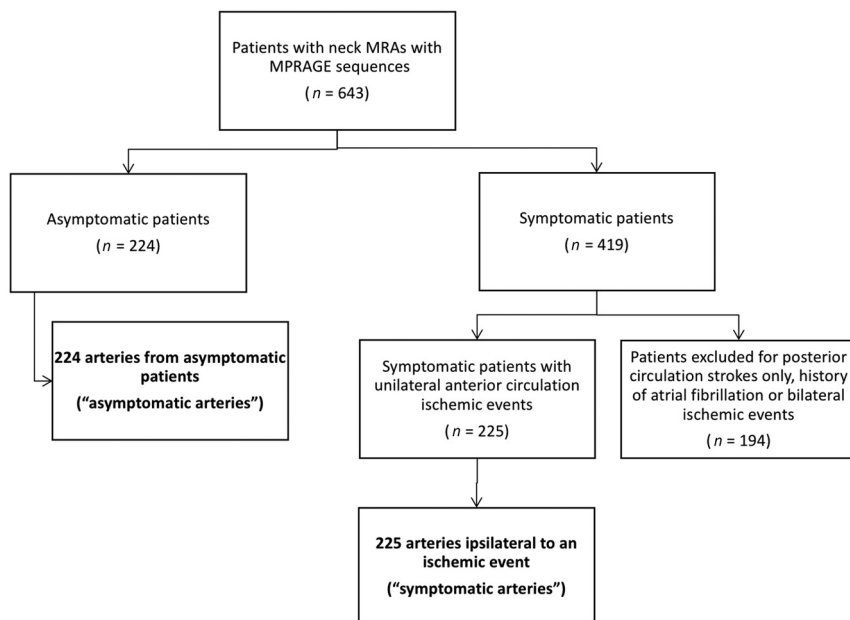 Patients with neck MRAs with
MPRAGE sequences
(n = 643)
Asymptomatic patients
(n = 224)
Symptomatic patients
(n = 419)
224 arteries from asymptomatic
patients
(“asymptomatic arteries”)
Symptomatic patients with
unilateral anterior circulation
ischemic events
(n = 225)
Patients excluded for posterior
circulation strokes only, history
of atrial fibrillation or bilateral
ischemic events
(n = 194)
225 arteries ipsilateral to an
ischemic event
(“symptomatic arteries”)